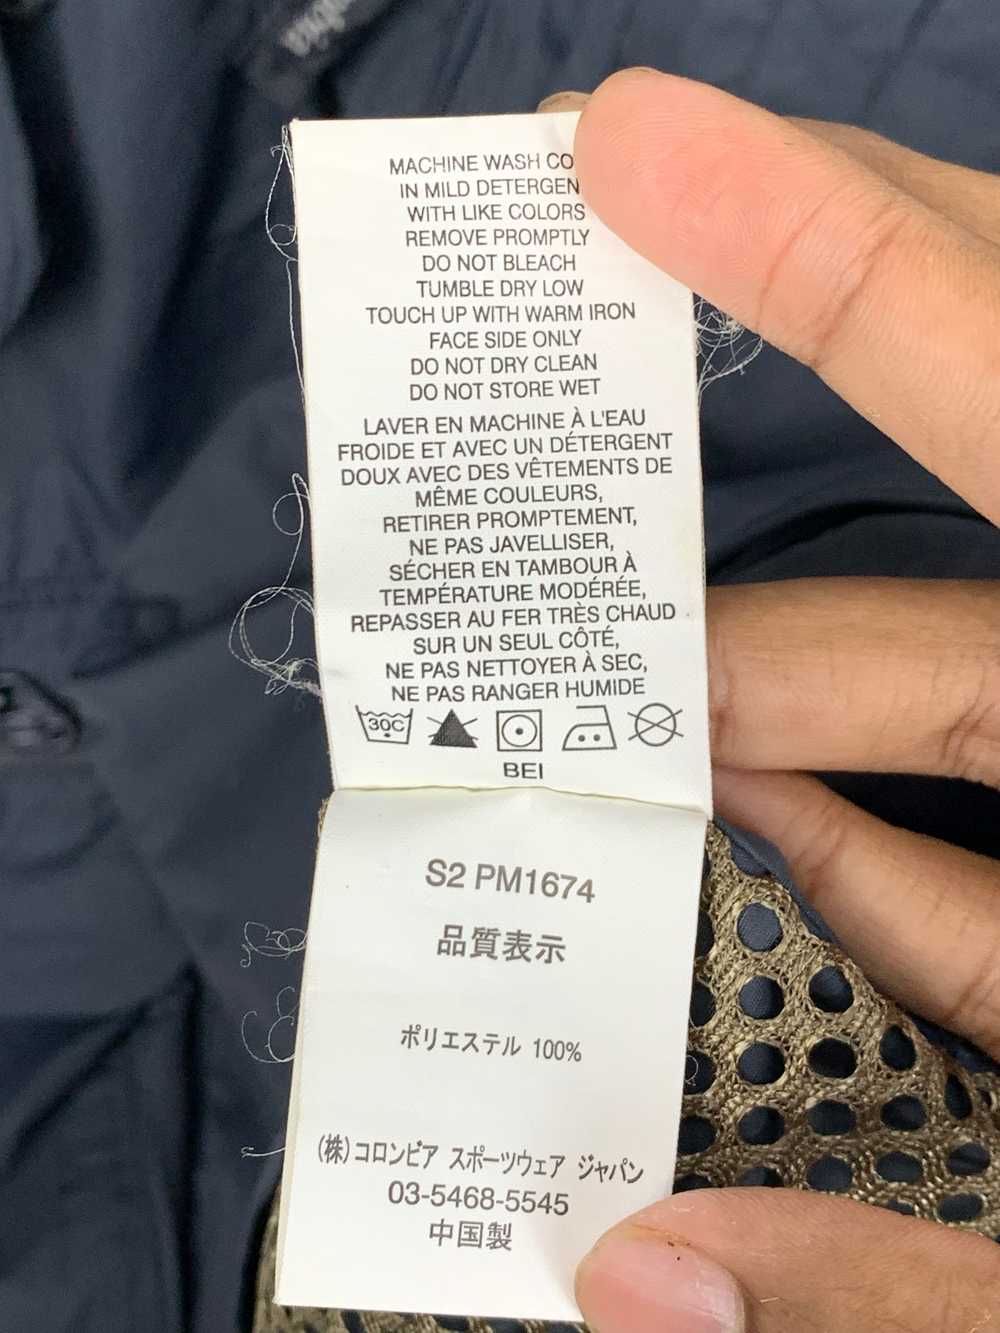 MACHINE WASH
IN MILD
WITH LIKE COLORS
REMOVE PROMPTLY
DO NOT BLEACH
TUMBLE DRY LOW
TOUCH UP WITH WARM IRON
FACE SIDE ONLY
DO NOT DRY CLEAN
DO NOT STORE WET
LAVER EN MACHINE À L'EAU
FROIDE ET AVEC UN DÉTERGENT
DOUX AVEC DES VÊTEMENTS DE
MÊME COULEURS,
RETIRER PROMPTEMENT,
NE PAS JAVELLISER,
SÉCHER EN TAMBOUR À
TEMPÉRATURE MODÉRÉE,
REPASSER AU FER TRÈS CHAUD
SUR UN SEUL CÔTÉ,
NE PAS NETTOYER À SEC,
NE PAS RANGER HUMIDE
30C
BEI
S2 PM1674
品質表示
ポリエステル 100%
(株)コロンビア スポーツウェア ジャパン
03-5468-5545
中国製